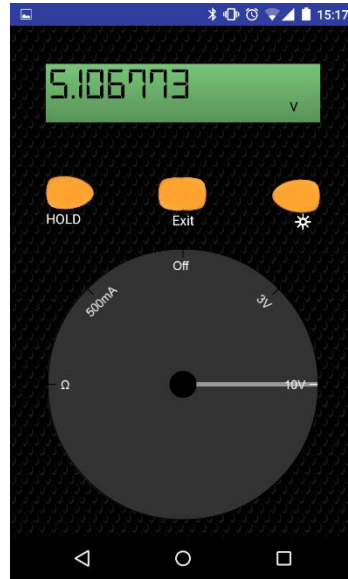 15:17
5.106773
V
HOLD
Exit
Off
500mA
3V
Ω
10V